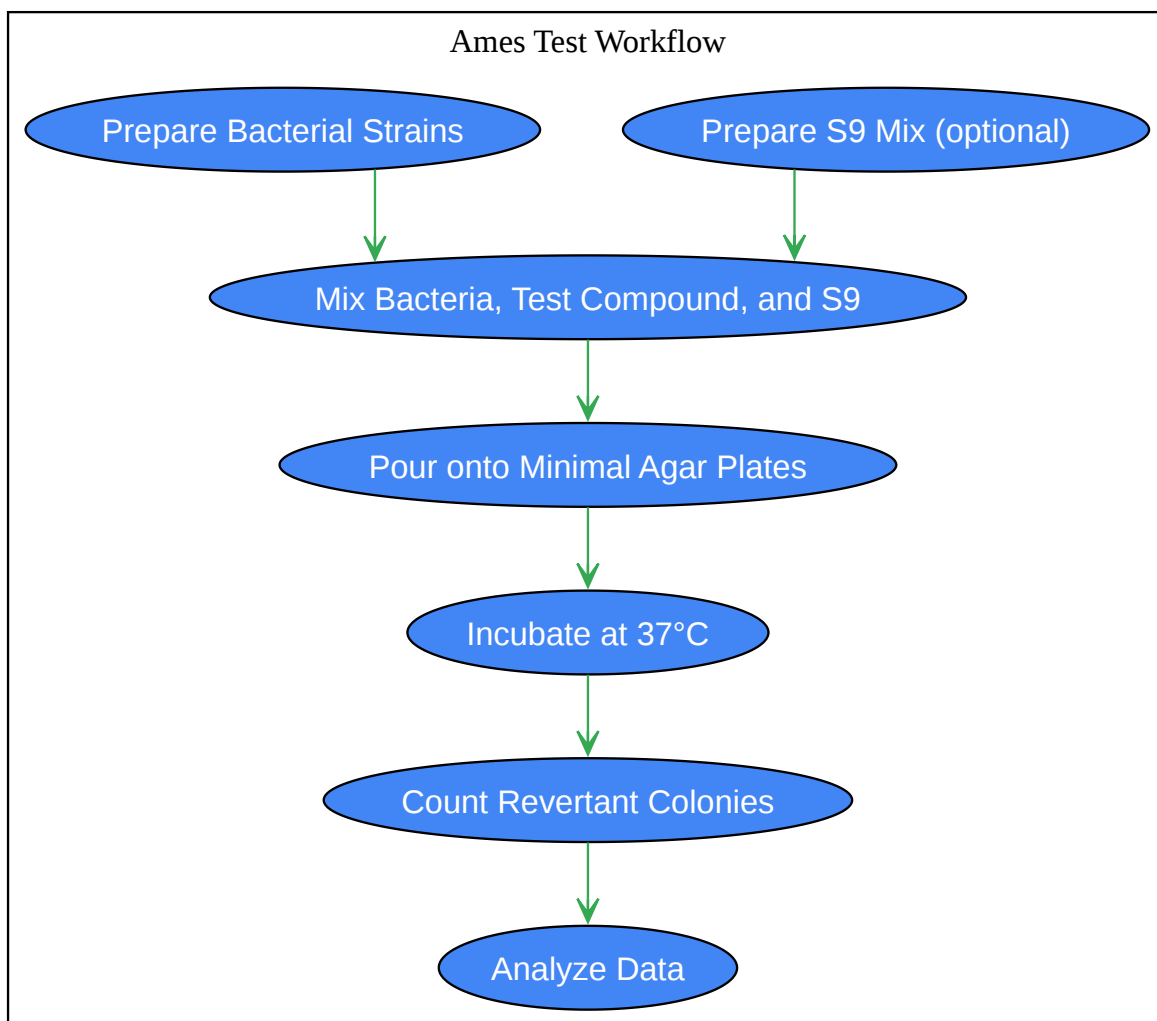 Ames Test Workflow
Prepare Bacterial Strains
Prepare S9 Mix (optional)
Mix Bacteria, Test Compound, and S9
Pour onto Minimal Agar Plates
Incubate at 37°C
Count Revertant Colonies
Analyze Data